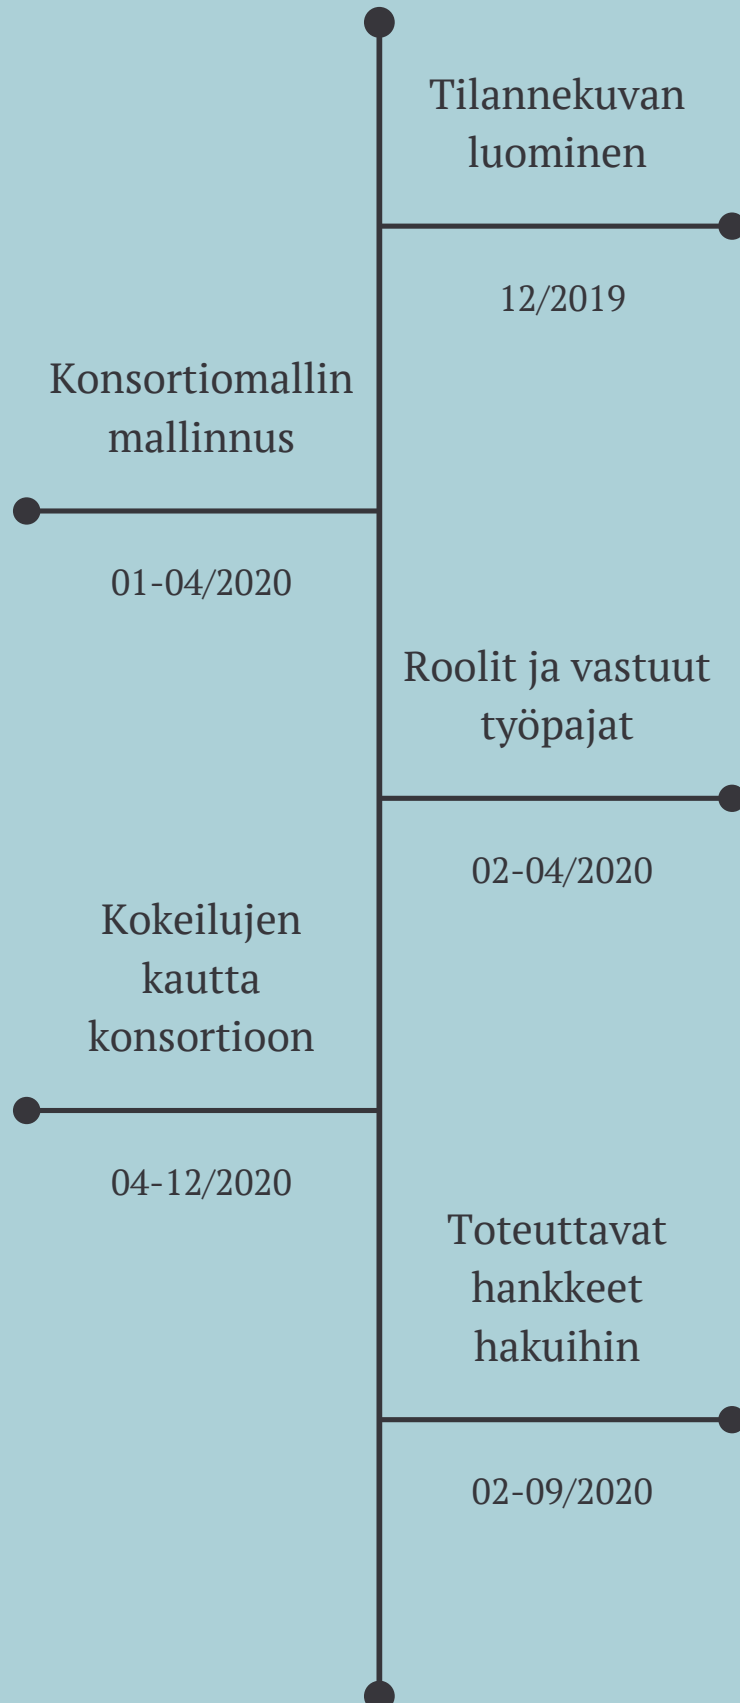 Tilannekuvan
luominen
12/2019
Konsortiomallin
mallinnus
01-04/2020
Roolit ja vastuut
työpajat
02-04/2020
Kokeilujen
kautta
konsortioon
04-12/2020
Toteuttavat
hankkeet
hakuihin
02-09/2020